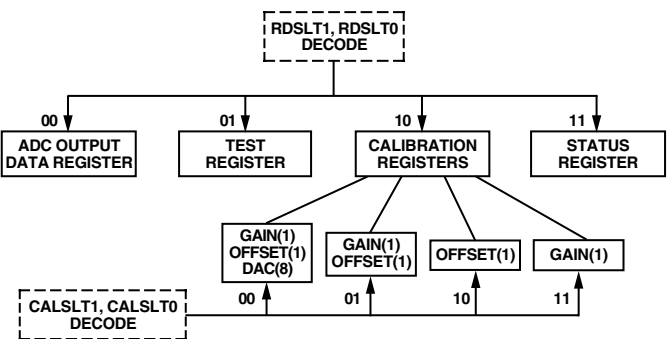 RDSLT1, RDSLT0
DECODE
00
01
10
11
ADC OUTPUT
DATA REGISTER
TEST
REGISTER
CALIBRATION
REGISTERS
STATUS
REGISTER
GAIN(1)
OFFSET(1)
DAC(8)
GAIN(1)
OFFSET(1)
OFFSET(1)
GAIN(1)
CALSLT1, CALSLT0
DECODE
00
01
10
11